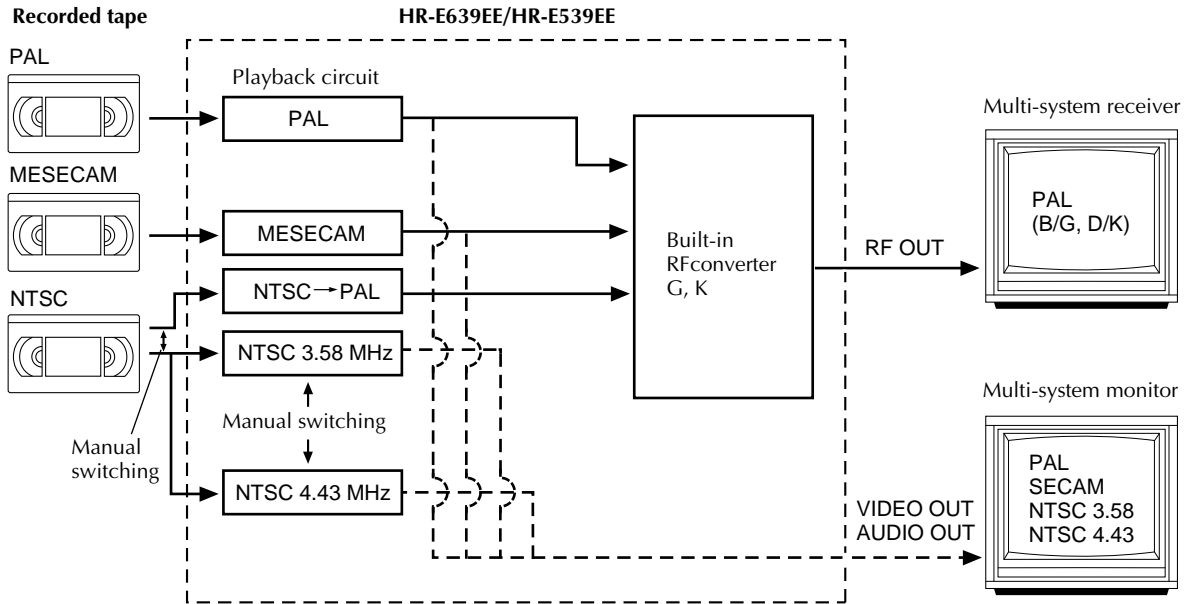 Recorded tape
HR-E639EE/HR-E539EE
PAL
MESECAM
NTSC
Manual
switching
Playback circuit
PAL
MESECAM
NTSC→PAL
NTSC 3.58 MHz
Manual switching
NTSC 4.43 MHz
Built-in
RFconverter
G, K
RF OUT
VIDEO OUT
AUDIO OUT
Multi-system receiver
PAL
(B/G, D/K)
Multi-system monitor
PAL
SECAM
NTSC 3.58
NTSC 4.43